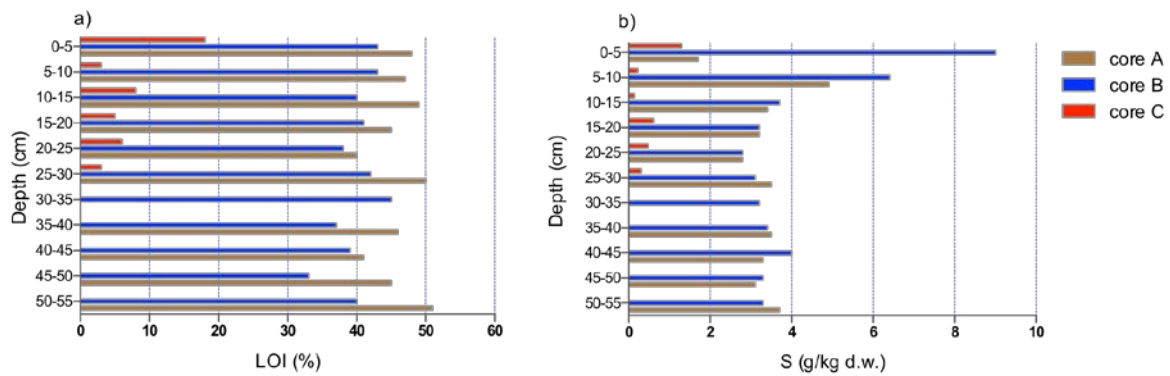 a)
0-5
5-10
10-15
15-20
20-25
25-30
30-35
35-40
40-45
45-50
50-55
Depth (cm)
0 10 20 30 40 50 60
LOI (%)
b)
0-5
5-10
10-15
15-20
20-25
25-30
30-35
35-40
40-45
45-50
50-55
Depth (cm)
0 2 4 6 8 10
S (g/kg d.w.)
core A
core B
core C